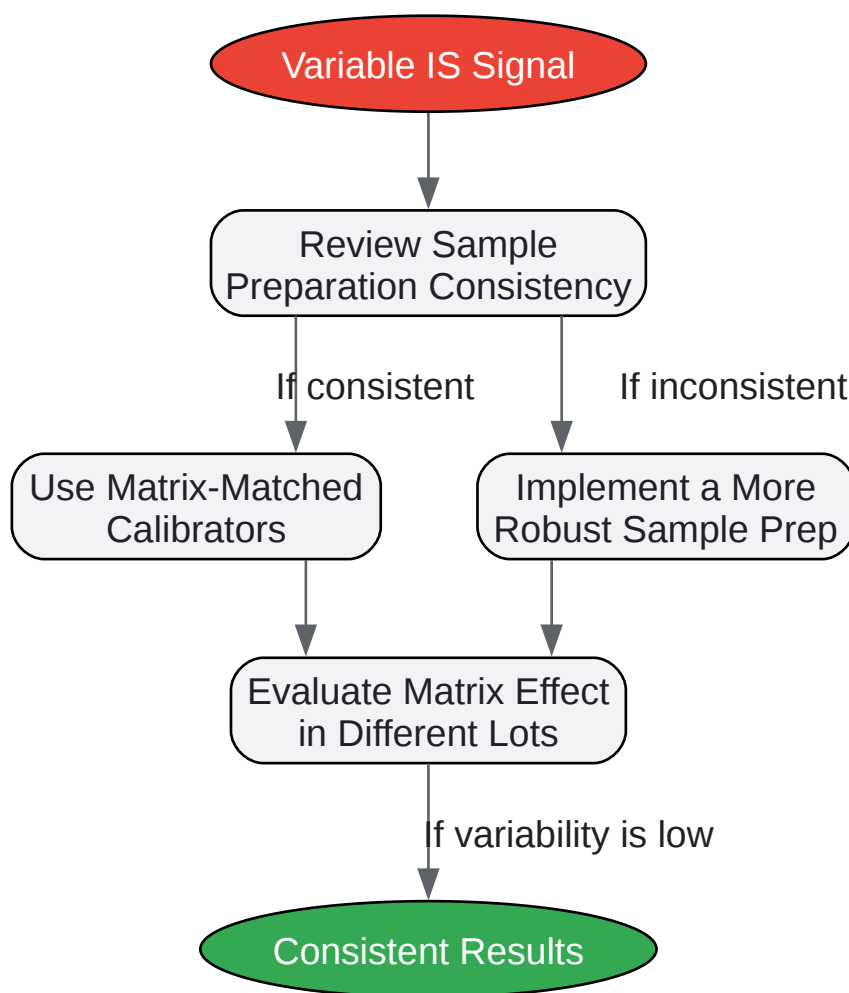 Variable IS Signal
Review Sample
Preparation Consistency
If consistent
If inconsistent
Use Matrix-Matched
Calibrators
Implement a More
Robust Sample Prep
Evaluate Matrix Effect
in Different Lots
If variability is low
Consistent Results